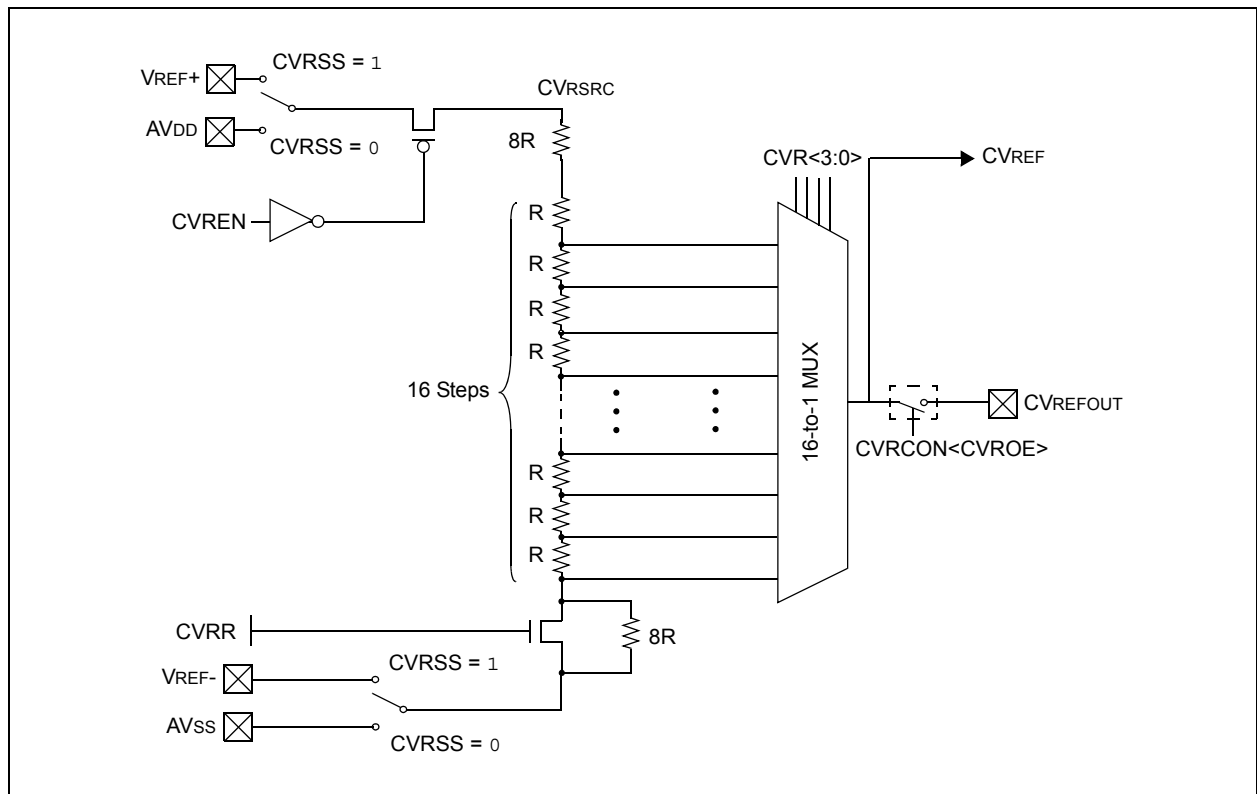 VREF+
CVRSS = 1
AVDD
CVRSS = 0
CVREN
CVRSRC
8R
R
R
R
R
16 Steps
R
R
R
CVR<3:0>
16-to-1 MUX
CVREF
CVREFOUT
CVRCON<CVROE>
CVRR
8R
VREF-
CVRSS = 1
AVSS
CVRSS = 0